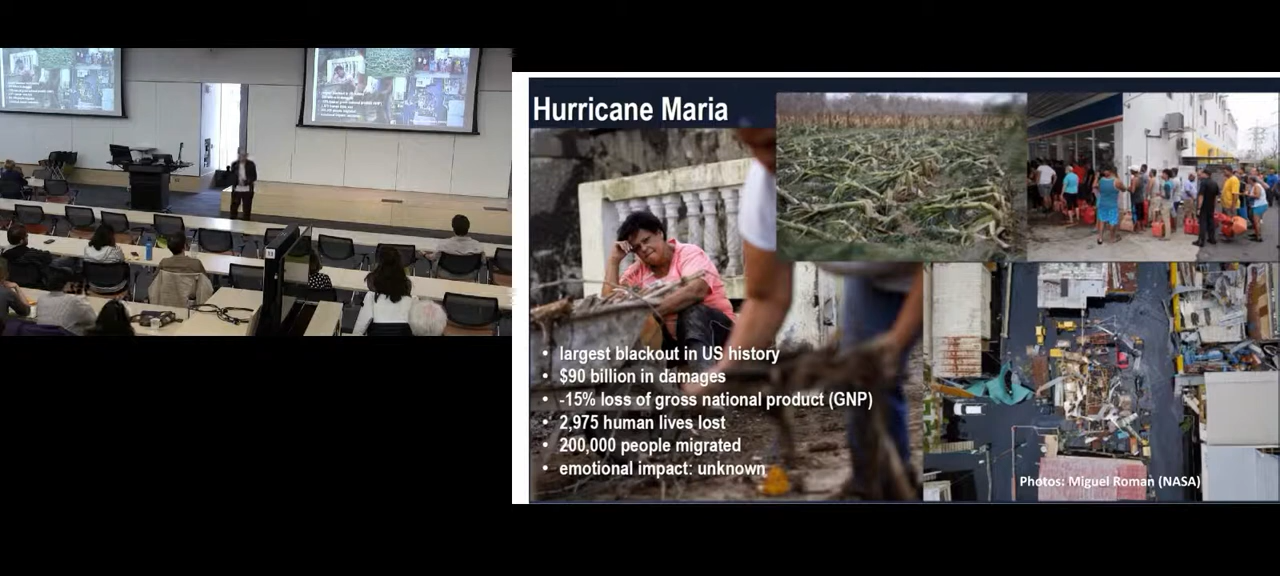 Hurricane Maria
• largest blackout in US history
• $90 billion in damages
• -15% loss of gross national product (GNP)
• 2,975 human lives lost
• 200,000 people migrated
• emotional impact: unknown
Photos: Miguel Roman (NASA)